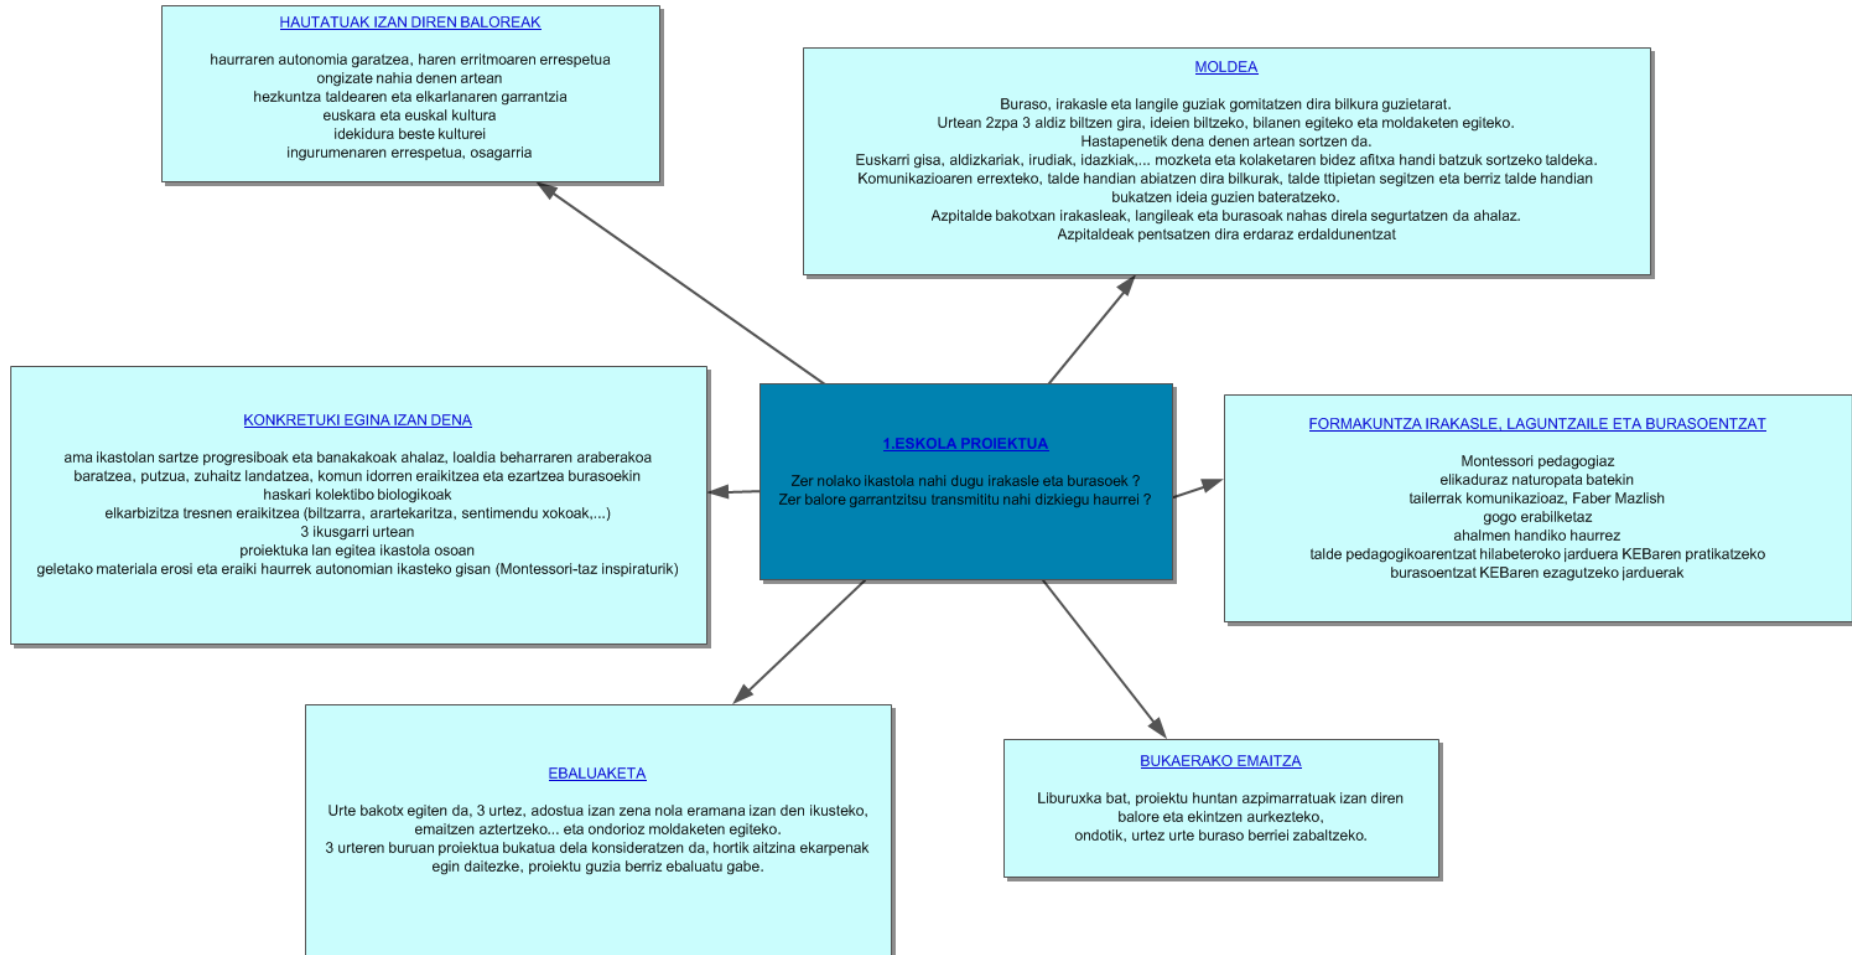 HAUTATUAK IZAN DIREN BALOREAK
haurraren autonomia garatzea, haren erritmoaren errespetua
ongizate nahia denen artean
hezkuntza taldearen eta elkarlanaren garrantzia
euskara eta euskal kultura
idekidura beste kulturei
ingurumenaren errespetua, osagarria
MOLDEA
Buraso, irakasle eta langile guziak gomitatzen dira bilkura guzietarat.
Urtean 2zpa 3 aldiz biltzen gira, ideien biltzeko, bilanen egiteko eta moldaketen egiteko.
Hastapenetik dena denen artean sortzen da.
Euskarri gisa, aldizkariak, irudiak, idazkiak,... mozketa eta kolaketaren bidez afitxa handi batzuk sortzeko taldeka.
Komunikazioaren errexteko, talde handian abiatzen dira bilkurak, talde ttipietan segitzen eta berriz talde handian
bukatzen ideia guzien bateratzeko.
Azpitalde bakotxan irakasleak, langileak eta burasoak nahas direla segurtatzen da ahalaz.
Azpitaldeak pentsatzen dira erdaraz erdaldunentzat
KONKRETUKI EGINA IZAN DENA
ama ikastolan sartze progresiboak eta banakakoak ahalaz, loaldia beharraren araberakoa
baratzea, putzua, zuhaitz landatzea, komun idorren eraikitzea eta ezartzea burasoekin
haskari kolektibo biologikoak
elkarbizitza tresnen eraikitzea (biltzarra, arartekaritza, sentimendu xokoak,...)
3 ikusgarri urtean
proiektuka lan egitea ikastola osoan
geletako materiala erosi eta eraiki haurrek autonomian ikasteko gisan (Montessori-taz inspiraturik)
1.ESKOLA PROIEKTUA
Zer nolako ikastola nahi dugu irakasle eta burasoek ?
Zer balore garrantzitsu transmititu nahi dizkiegu haurrei ?
FORMAKUNTZA IRAKASLE, LAGUNTZAILE ETA BURASOENTZAT
Montessori pedagogiaz
elikaduraz naturopata batekin
tailerrak komunikazioaz, Faber Mazlish
gogo erabilketaz
ahalmen handiko haurrez
talde pedagogikoarentzat hilabeteroko jarduera KEBaren pratikatzeko
burasoentzat KEBaren ezagutzeko jarduerak
EBALUAKETA
Urte bakotx egiten da, 3 urtez, adostua izan zena nola eramana izan den ikusteko,
emaitzen aztertzeko... eta ondorioz moldaketen egiteko.
3 urteren buruan proiektua bukatua dela konsideratzen da, hortik aitzina ekarpenak
egin daitezke, proiektu guzia berriz ebaluatu gabe.
BUKAERAKO EMAITZA
Liburuxka bat, proiektu huntan azpimarratuak izan diren
balore eta ekintzen aurkezteko,
ondotik, urtez urte buraso berriei zabaltzeko.